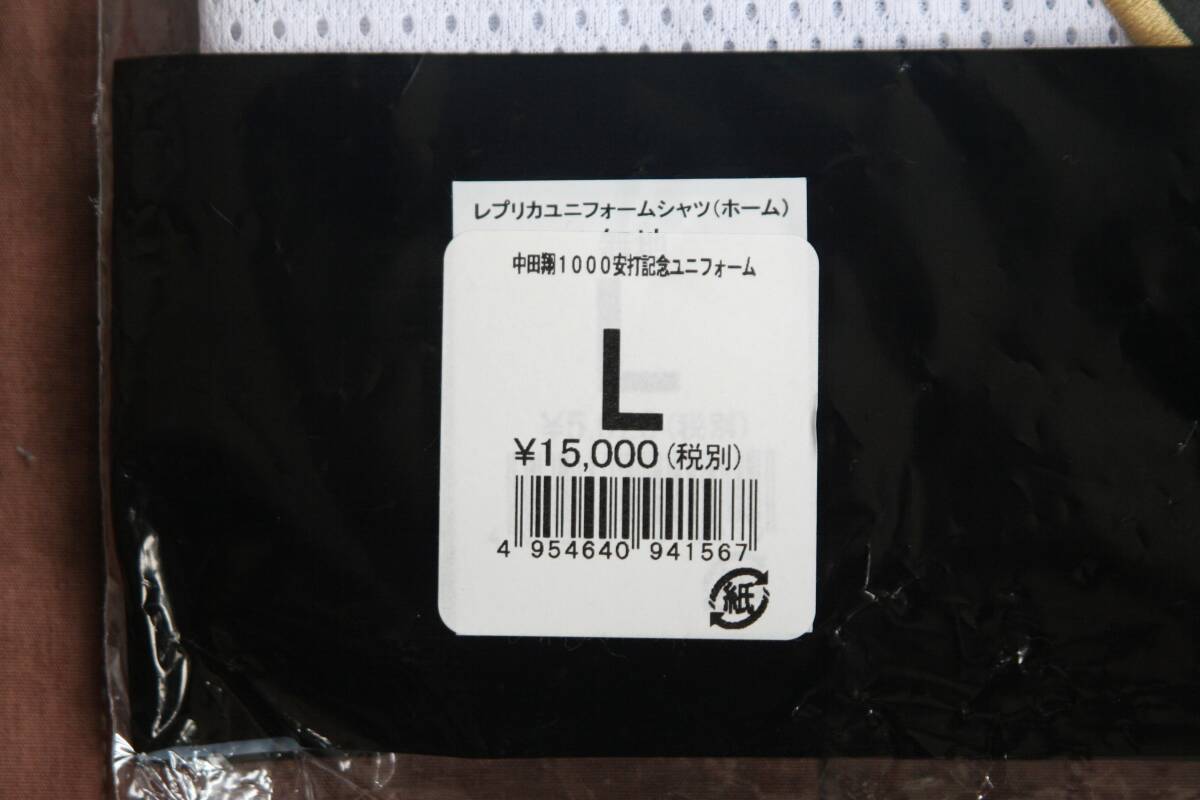 レプリカユニフォームシャツ(ホーム)
中田翔1000安打記念ユニフォーム
L
¥15,000(税別)
4 954640 941567
紙